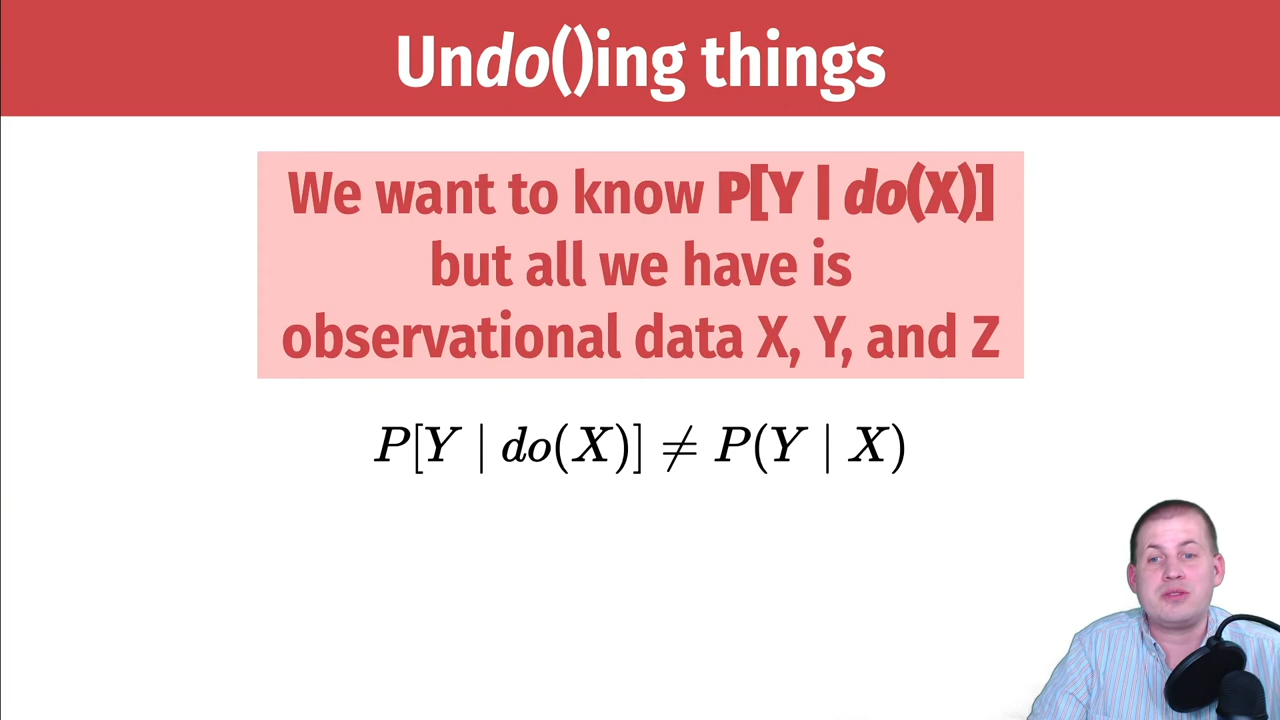 Undo()ing things
We want to know P[Y | do(X)]
but all we have is
observational data X, Y, and Z
P[Y | do(X)] ≠ P(Y | X)